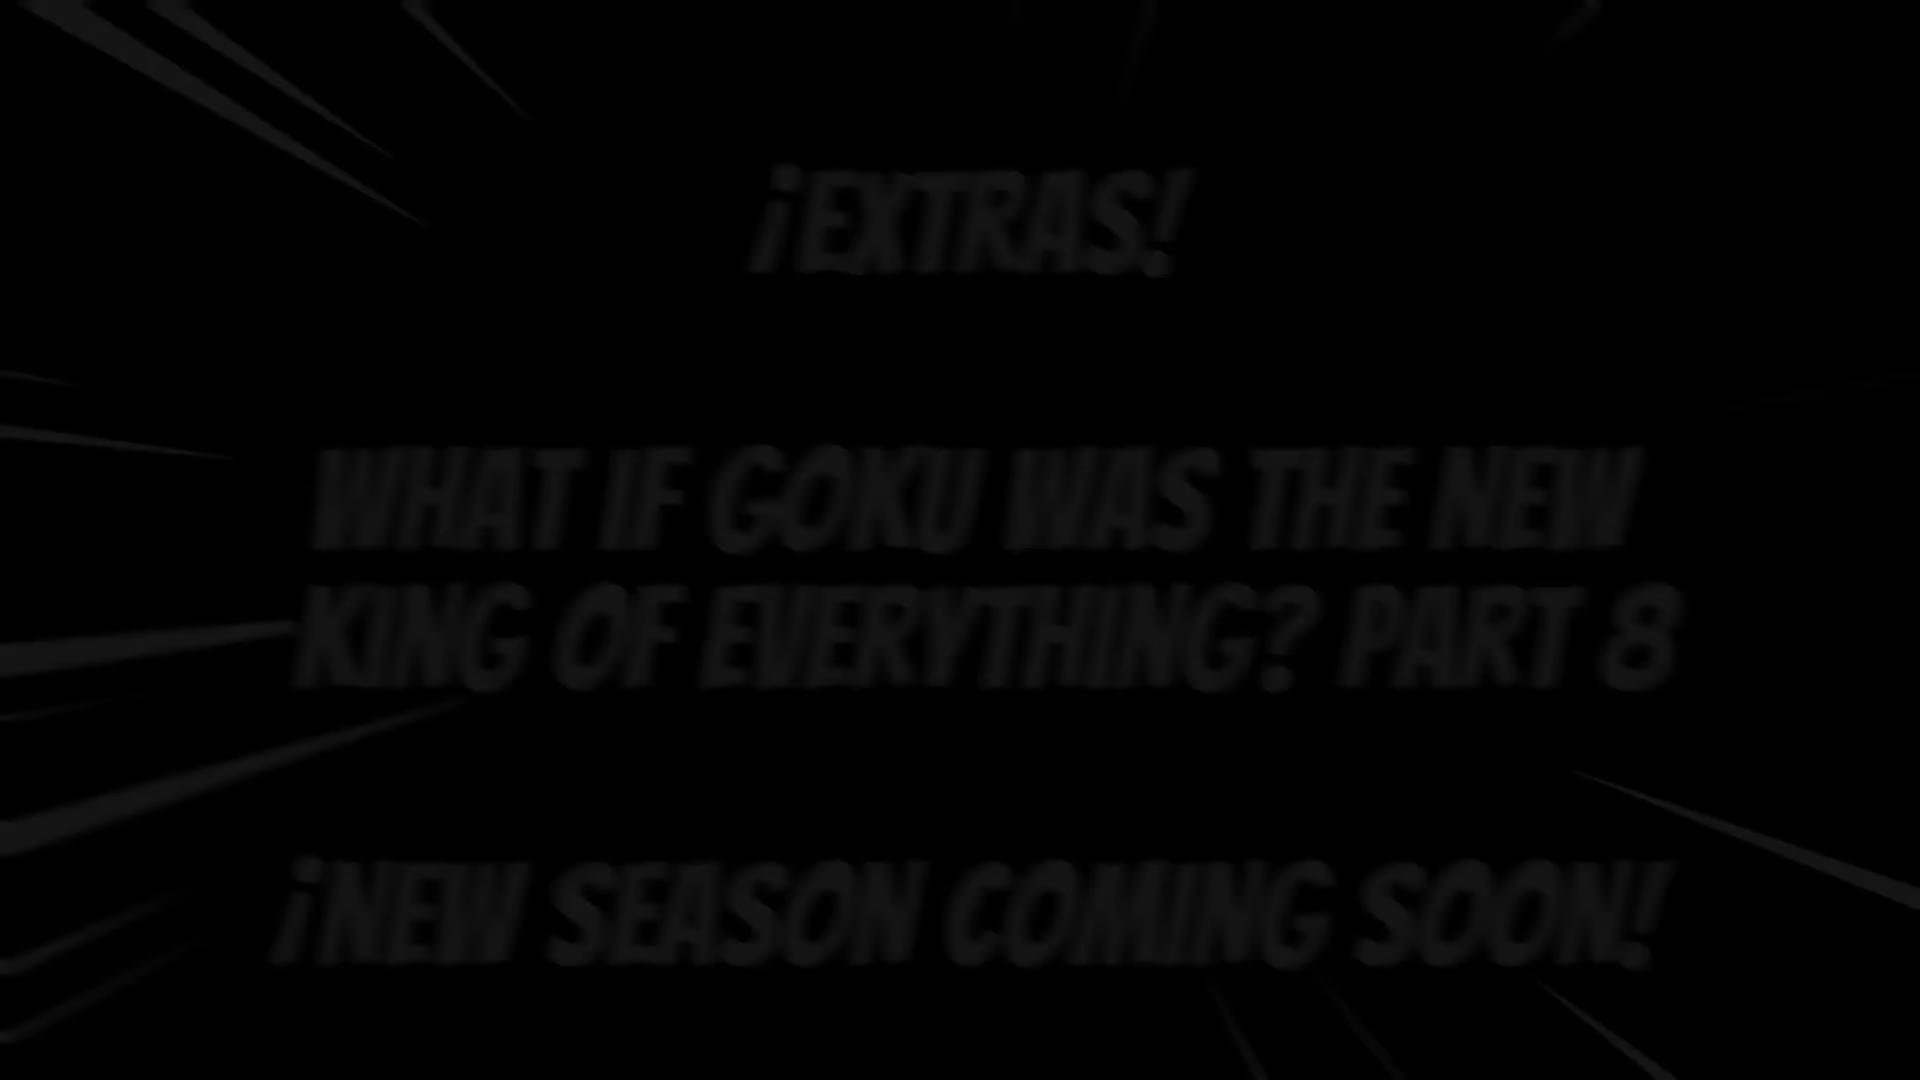 ¡EXTRAS!
WHAT IF GOKU WAS THE NEW
KING OF EVERYTHING? PART 8
¡NEW SEASON COMING SOON!